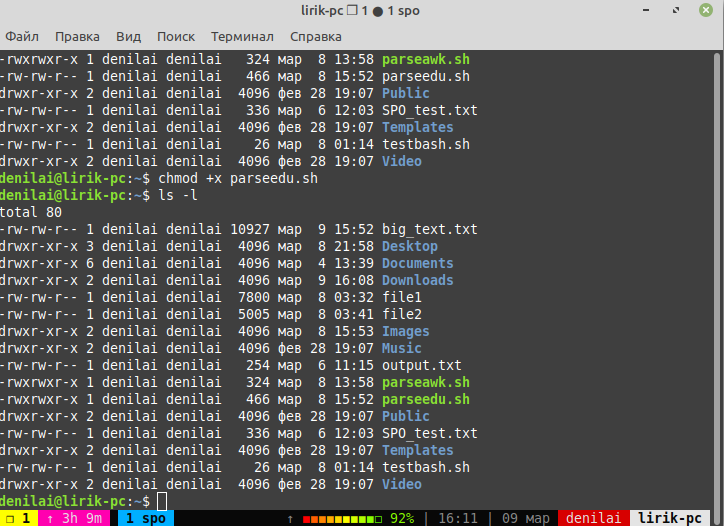 lirik-pc ❐ 1 ● 1 spo
Файл Правка Вид Поиск Терминал Справка
-rwxrwxr-x 1 denilai denilai   324 мар  8 13:58 parseawk.sh
-rw-rw-r-- 1 denilai denilai   466 мар  8 15:52 parseedu.sh
drwxr-xr-x 2 denilai denilai  4096 фев 28 19:07 Public
-rw-rw-r-- 1 denilai denilai   336 мар  6 12:03 SPO_test.txt
drwxr-xr-x 2 denilai denilai  4096 фев 28 19:07 Templates
-rw-rw-r-- 1 denilai denilai    26 мар  8 01:14 testbash.sh
drwxr-xr-x 2 denilai denilai  4096 фев 28 19:07 Video
denilai@lirik-pc:~$ chmod +x parseedu.sh
denilai@lirik-pc:~$ ls -l
total 80
-rw-rw-r-- 1 denilai denilai 10927 мар  9 15:52 big_text.txt
drwxr-xr-x 3 denilai denilai  4096 мар  8 21:58 Desktop
drwxr-xr-x 6 denilai denilai  4096 мар  4 13:39 Documents
drwxr-xr-x 2 denilai denilai  4096 мар  9 16:08 Downloads
-rw-rw-r-- 1 denilai denilai  7800 мар  8 03:32 file1
-rw-rw-r-- 1 denilai denilai  5005 мар  8 03:41 file2
drwxr-xr-x 2 denilai denilai  4096 мар  8 15:53 Images
drwxr-xr-x 2 denilai denilai  4096 фев 28 19:07 Music
-rw-rw-r-- 1 denilai denilai   254 мар  6 11:15 output.txt
-rwxrwxr-x 1 denilai denilai   324 мар  8 13:58 parseawk.sh
-rwxrwxr-x 1 denilai denilai   466 мар  8 15:52 parseedu.sh
drwxr-xr-x 2 denilai denilai  4096 фев 28 19:07 Public
-rw-rw-r-- 1 denilai denilai   336 мар  6 12:03 SPO_test.txt
drwxr-xr-x 2 denilai denilai  4096 фев 28 19:07 Templates
-rw-rw-r-- 1 denilai denilai    26 мар  8 01:14 testbash.sh
drwxr-xr-x 2 denilai denilai  4096 фев 28 19:07 Video
denilai@lirik-pc:~$
❐ 1 ↑ 3h 9m 1 spo ↑ 92% | 16:11 | 09 мар denilai lirik-pc